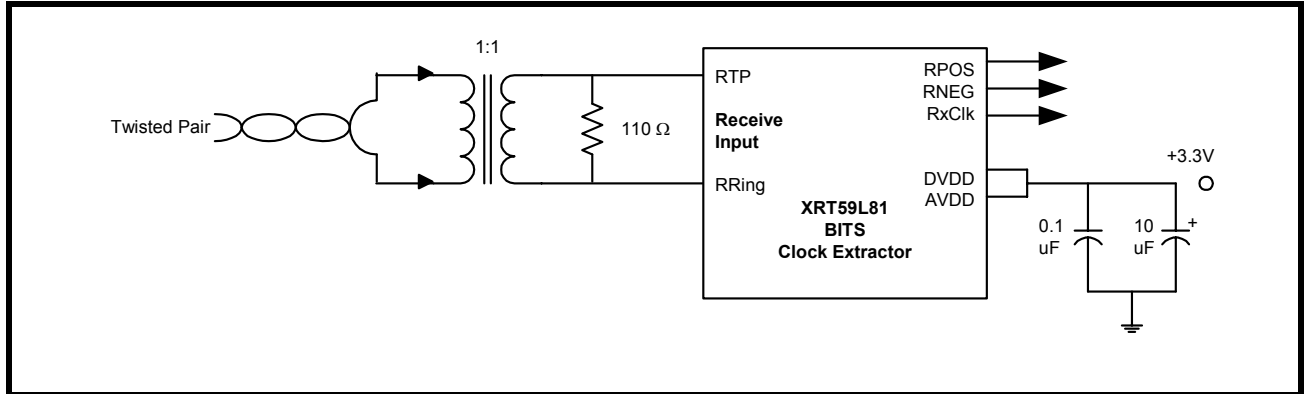 1:1
Twisted Pair
110 Ω
RTP
Receive
Input
RRing
XRT59L81
BITS
Clock Extractor
RPOS
RNEG
RxClk
DVDD
AVDD
+3.3V
0.1
uF
10
uF
+